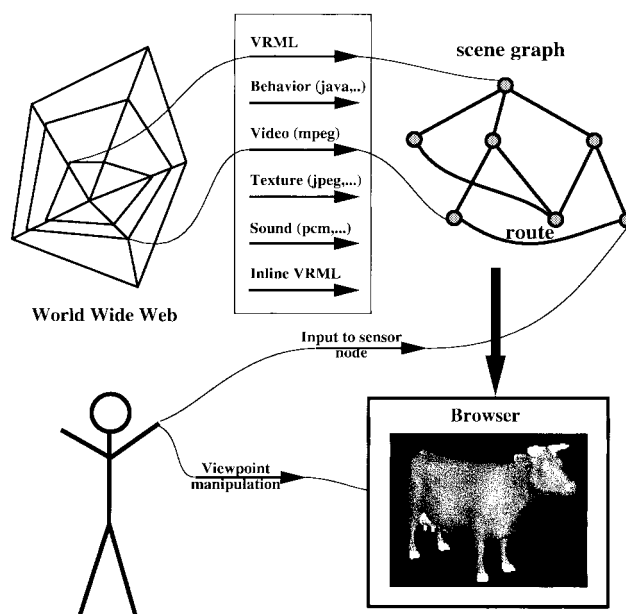 VRML
scene graph
Behavior (java,..)
Video (mpeg)
Texture (jpeg,...)
Sound (pcm,...)
route
Inline VRML
World Wide Web
Input to sensor
node
Browser
Viewpoint
manipulation